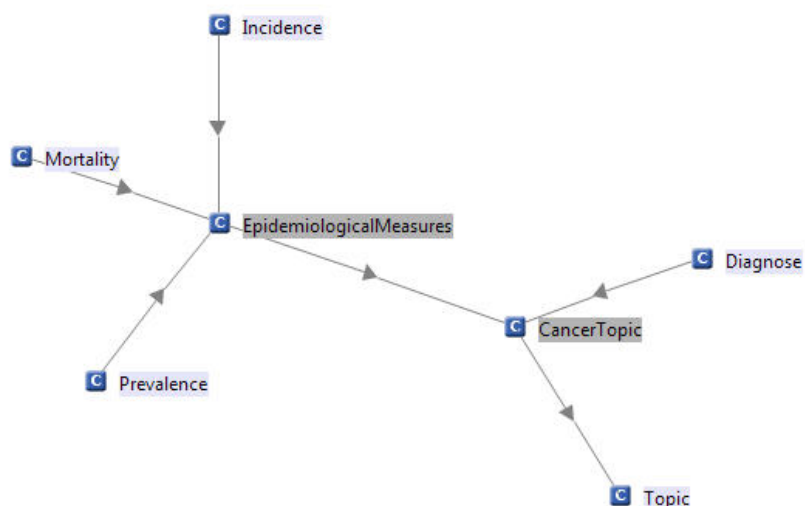 C Incidence
C Mortality
C EpidemiologicalMeasures
C Diagnose
C CancerTopic
C Prevalence
C Topic